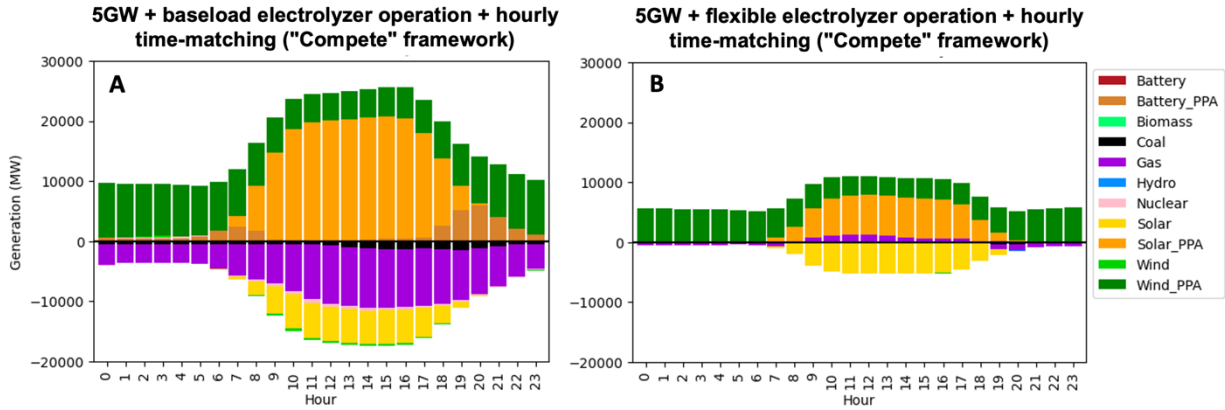 5GW + baseload electrolyzer operation + hourly
time-matching ("Compete" framework)
A
Generation (MW)
30000
20000
10000
0
−10000
−20000
0 1 2 3 4 5 6 7 8 9 10 11 12 13 14 15 16 17 18 19 20 21 22 23
Hour
5GW + flexible electrolyzer operation + hourly
time-matching ("Compete" framework)
B
30000
20000
10000
0
−10000
−20000
0 1 2 3 4 5 6 7 8 9 10 11 12 13 14 15 16 17 18 19 20 21 22 23
Hour
Battery
Battery_PPA
Biomass
Coal
Gas
Hydro
Nuclear
Solar
Solar_PPA
Wind
Wind_PPA